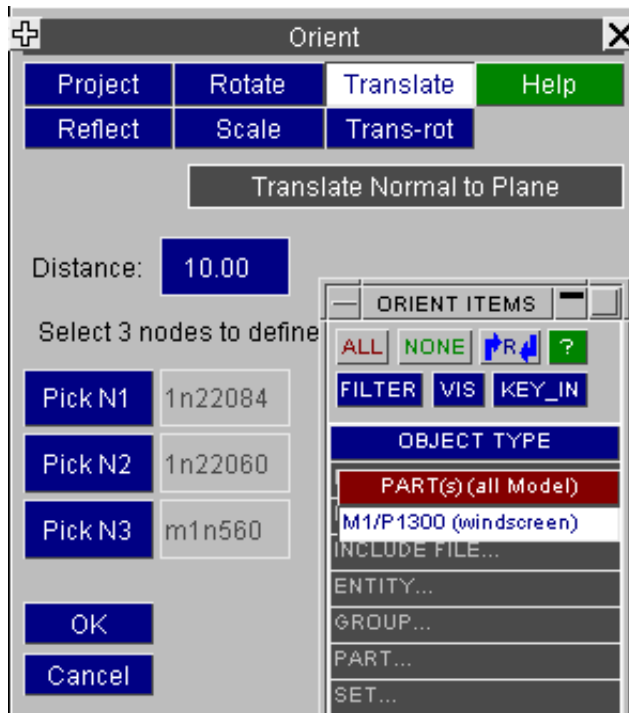 Orient
Project Rotate Translate Help
Reflect Scale Trans-rot
Translate Normal to Plane
Distance: 10.00
ORIENT ITEMS
Select 3 nodes to define
ALL NONE R ?
FILTER VIS KEY_IN
Pick N1 1n22084
OBJECT TYPE
Pick N2 1n22060
PART(s) (all Model)
Pick N3 m1n560
M1/P1300 (windscreen)
INCLUDE FILE...
ENTITY...
OK
GROUP...
PART...
Cancel
SET...